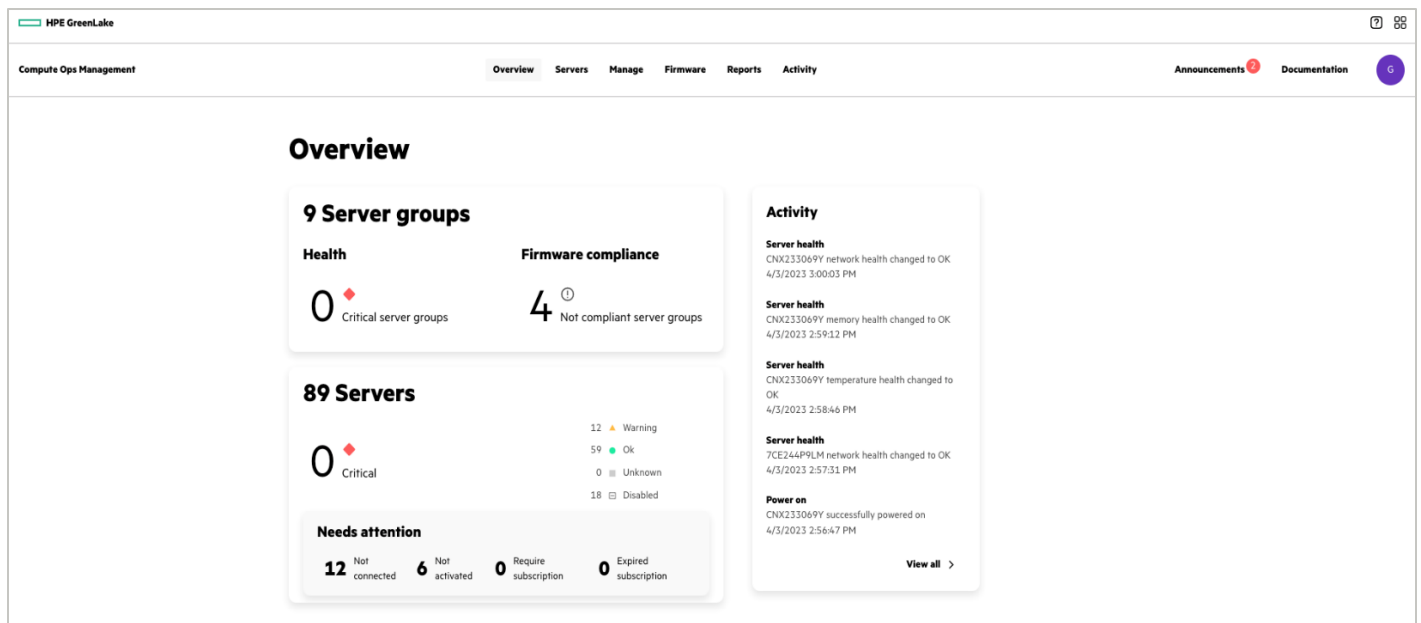 HPE GreenLake
Compute Ops Management
Overview Servers Manage Firmware Reports Activity
Announcements 2 Documentation G
Overview
9 Server groups
Health
0 Critical server groups
Firmware compliance
4 Not compliant server groups
89 Servers
0 Critical
12 Warning
59 Ok
0 Unknown
18 Disabled
Needs attention
12 Not
connected
6 Not
activated
0 Require
subscription
0 Expired
subscription
Activity
Server health
CNX233069Y network health changed to OK
4/3/2023 3:00:03 PM
Server health
CNX233069Y memory health changed to OK
4/3/2023 2:59:12 PM
Server health
CNX233069Y temperature health changed to
OK
4/3/2023 2:58:46 PM
Server health
7CE244P9LM network health changed to OK
4/3/2023 2:57:31 PM
Power on
CNX233069Y successfully powered on
4/3/2023 2:56:47 PM
View all